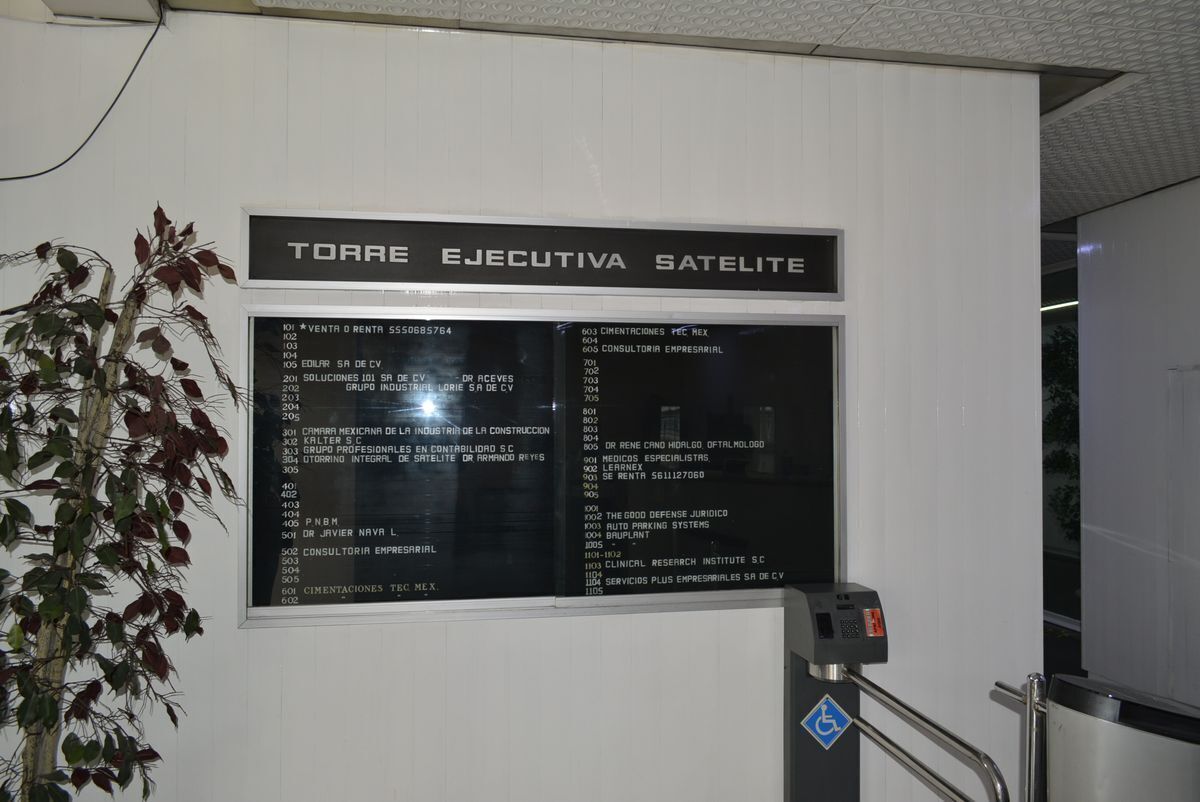 TORRE EJECUTIVA SATELITE
101 *VENTA O RENTA 5550685764
102
103
104
105 EDILAR SA DE CV
201 SOLUCIONES 101 SA DE CV - DR ACEVES
202 GRUPO INDUSTRIAL LORIE SA DE C.V
203
204
205
301 CAMARA MEXICANA DE LA INDUSTRIA DE LA CONSTRUCCION
302 KALTER S.C
303 GRUPO PROFESIONALES EN CONTABILIDAD S.C
304 OTORRINO INTEGRAL DE SATELITE DR ARMANDO REYES
305
401
402
403
404
405 P.N.B.M
501 DR JAVIER NAVA L.
502 CONSULTORIA EMPRESARIAL
503
504
505
601 CIMENTACIONES TEC. MEX.
602 " " "
603 CIMENTACIONES TEC MEX
604
605 CONSULTORIA EMPRESARIAL
701
702
703
704
705
801
802
803
804
805 DR RENE CANO HIDALGO. OFTALMOLOGO
901 MEDICOS ESPECIALISTAS.
902 LEARNEX
903 SE RENTA 5611127060
904
905
1001
1002 THE GOOD DEFENSE JURIDICO
1003 AUTO PARKING SYSTEMS
1004 BAUPLANT
1005 " "
1101-1102
1103 CLINICAL RESEARCH INSTITUTE S.C
1104
1104 SERVICIOS PLUS EMPRESARIALES SA DE C.V
1105